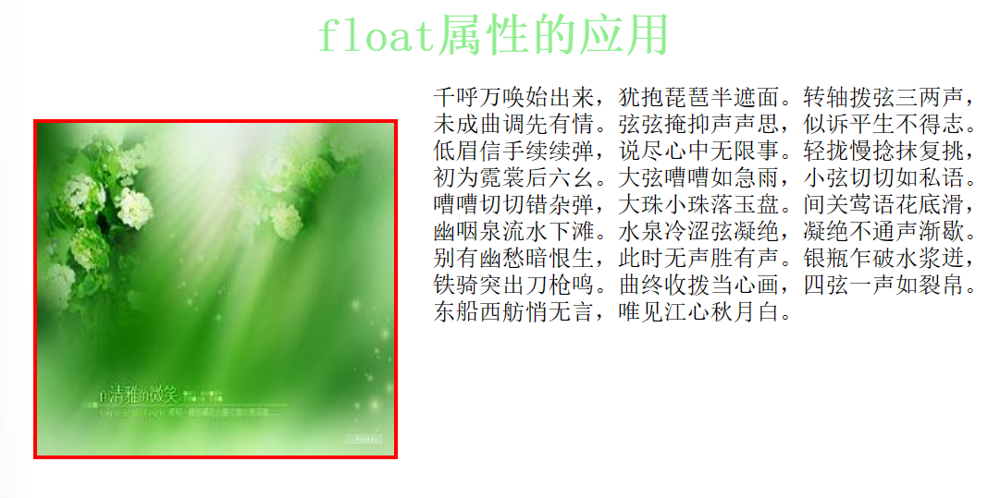 float属性的应用
千呼万唤始出来，犹抱琵琶半遮面。转轴拨弦三两声，
未成曲调先有情。弦弦掩抑声声思，似诉平生不得志。
低眉信手续续弹，说尽心中无限事。轻拢慢捻抹复挑，
初为霓裳后六幺。大弦嘈嘈如急雨，小弦切切如私语。
嘈嘈切切错杂弹，大珠小珠落玉盘。间关莺语花底滑，
幽咽泉流水下滩。水泉冷涩弦凝绝，凝绝不通声渐歇。
别有幽愁暗恨生，此时无声胜有声。银瓶乍破水浆迸，
铁骑突出刀枪鸣。曲终收拨当心画，四弦一声如裂帛。
东船西舫悄无言，唯见江心秋月白。
清雅的微笑